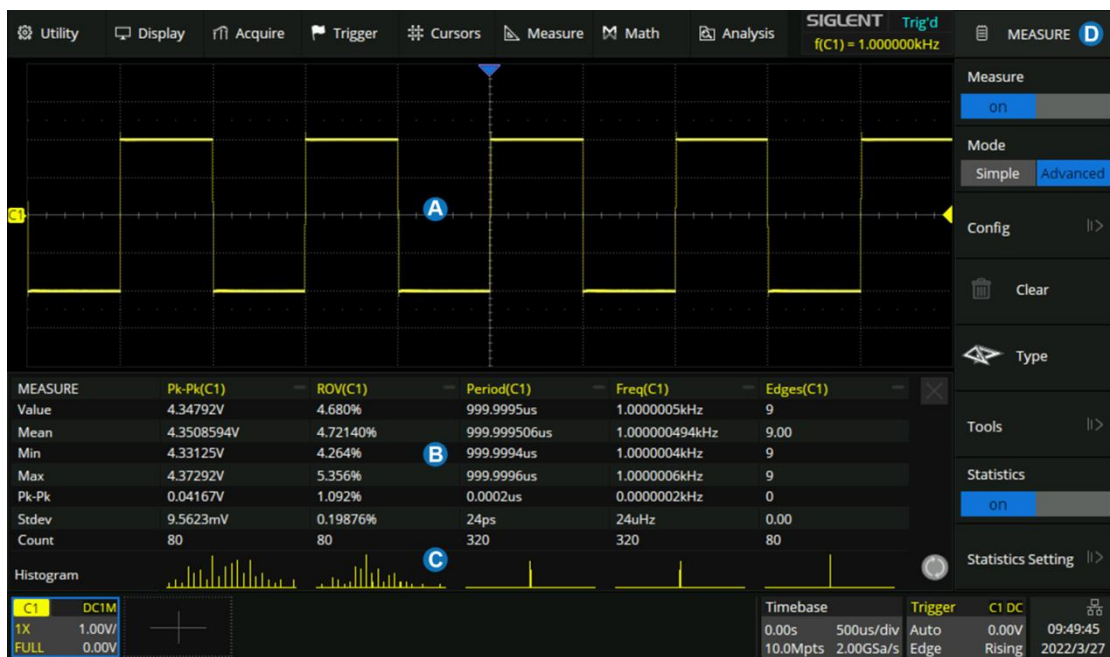 Utility Display Acquire Trigger Cursors Measure Math Analysis SIGLENT Trig'd
f(C1) = 1.000000kHz
MEASURE D
Measure
on
Mode
Simple Advanced
C1
A
Config
Clear
Type
MEASURE Pk-Pk(C1) ROV(C1) Period(C1) Freq(C1) Edges(C1)
Value 4.34792V 4.680% 999.9995us 1.0000005kHz 9
Mean 4.3508594V 4.72140% 999.999506us 1.000000494kHz 9.00
Min 4.33125V 4.264% B 999.9994us 1.0000004kHz 9
Max 4.37292V 5.356% 999.9996us 1.0000006kHz 9
Pk-Pk 0.04167V 1.092% 0.0002us 0.0000002kHz 0
Stdev 9.5623mV 0.19876% 24ps 24uHz 0.00
Count 80 80 320 320 80
Histogram C
Tools
Statistics
on
Statistics Setting
C1 DC1M
1X 1.00V/
FULL 0.00V
Timebase
0.00s 500us/div
10.0Mpts 2.00GSa/s
Trigger C1 DC
Auto 0.00V
Edge Rising
09:49:45
2022/3/27